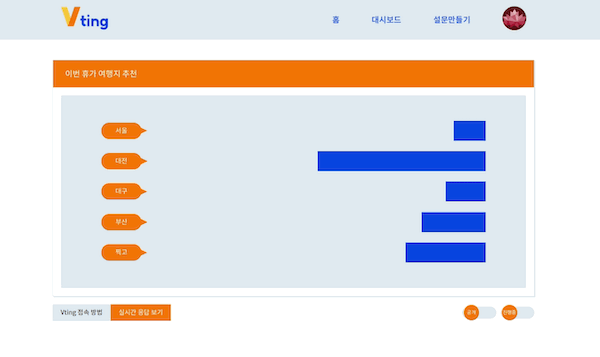 Vting
홈 대시보드 설문만들기
이번 휴가 여행지 추천
서울
대전
대구
부산
찍고
Vting 접속 방법 실시간 응답 보기
공개 진행중